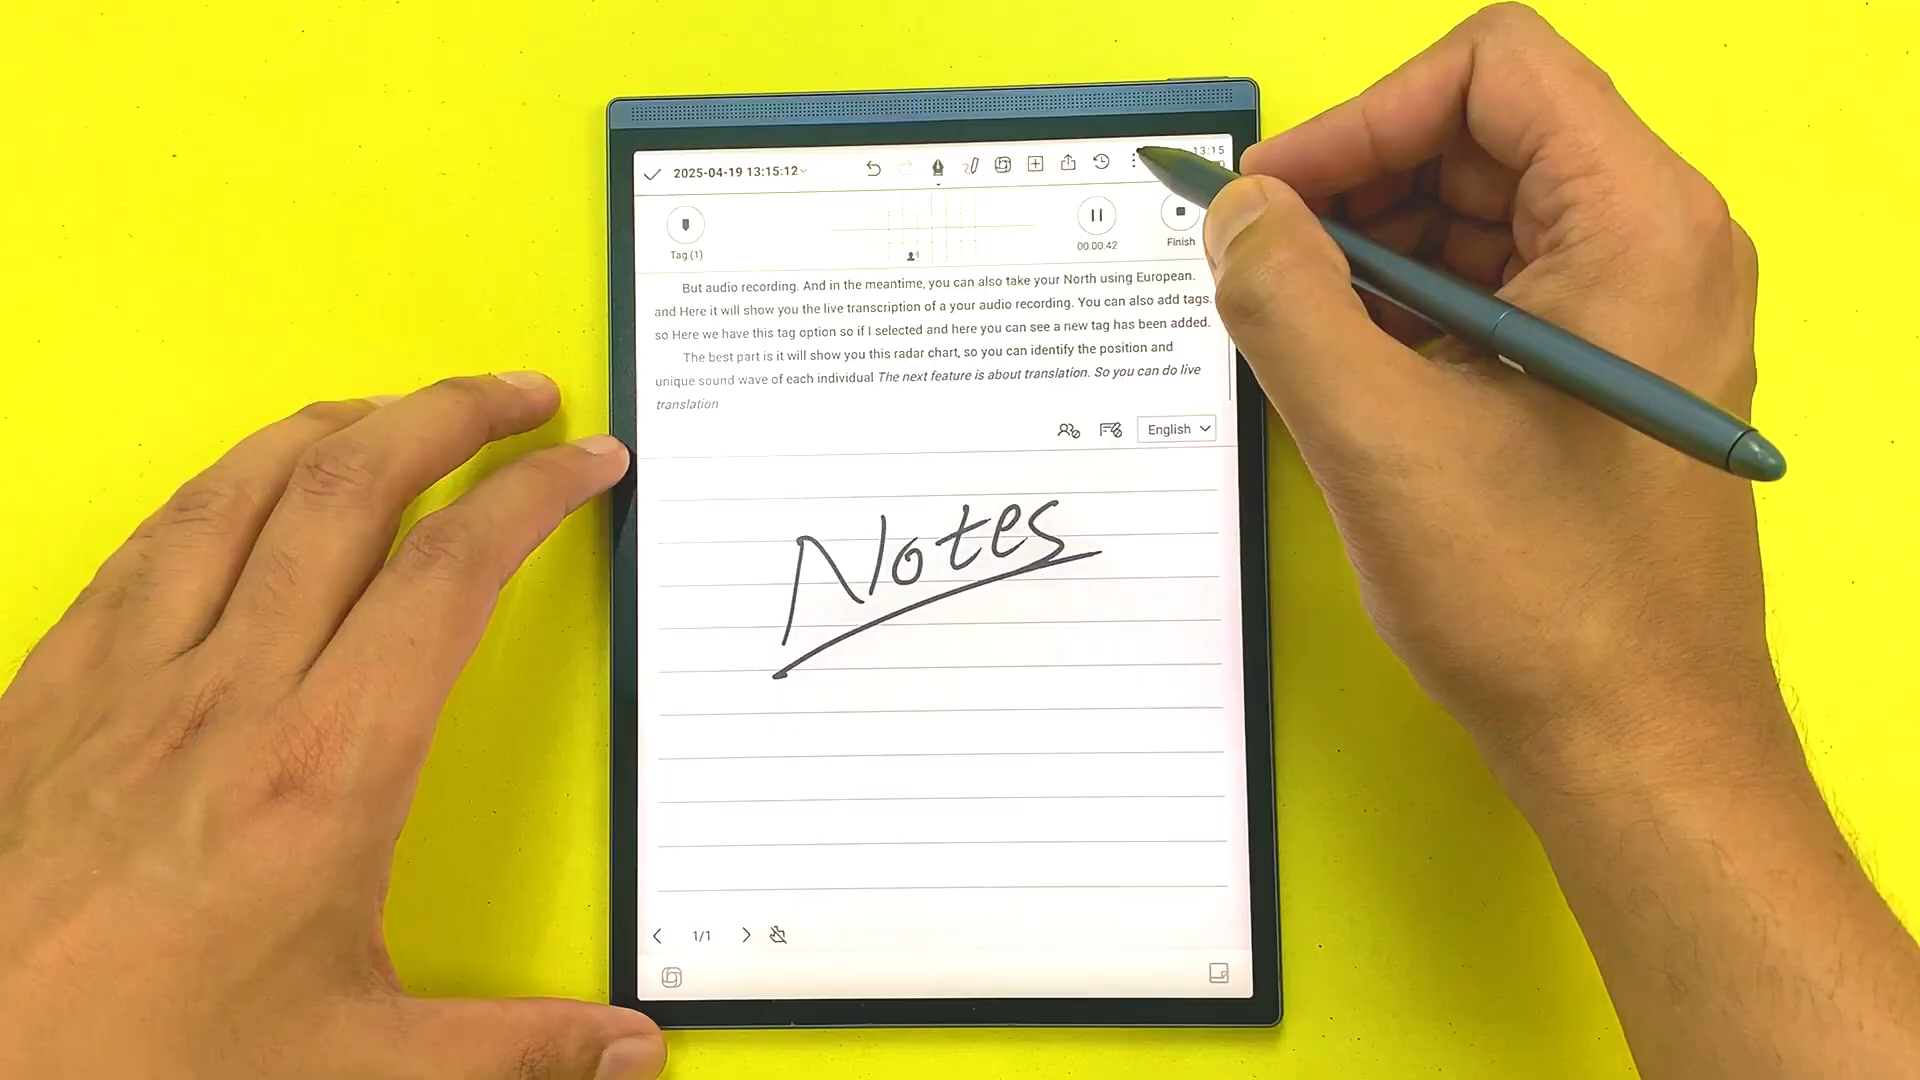 2025-04-19 13:15:12
13:15
Tag (1)
00:00:42
Finish
But audio recording. And in the meantime, you can also take your North using European.
and Here it will show you the live transcription of a your audio recording. You can also add tags.
so Here we have this tag option so if I selected and here you can see a new tag has been added.
The best part is it will show you this radar chart, so you can identify the position and
unique sound wave of each individual The next feature is about translation. So you can do live
translation
English
Notes
1/1